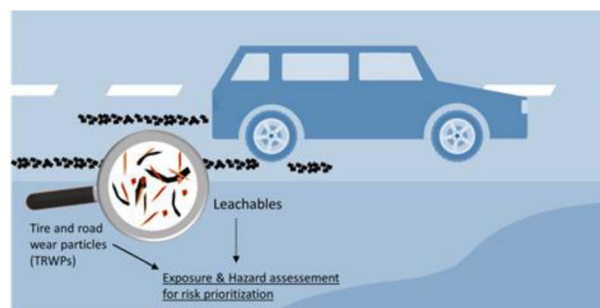 Leachables
Tire and road
wear particles
(TRWPs)
Exposure & Hazard assessement
for risk prioritization